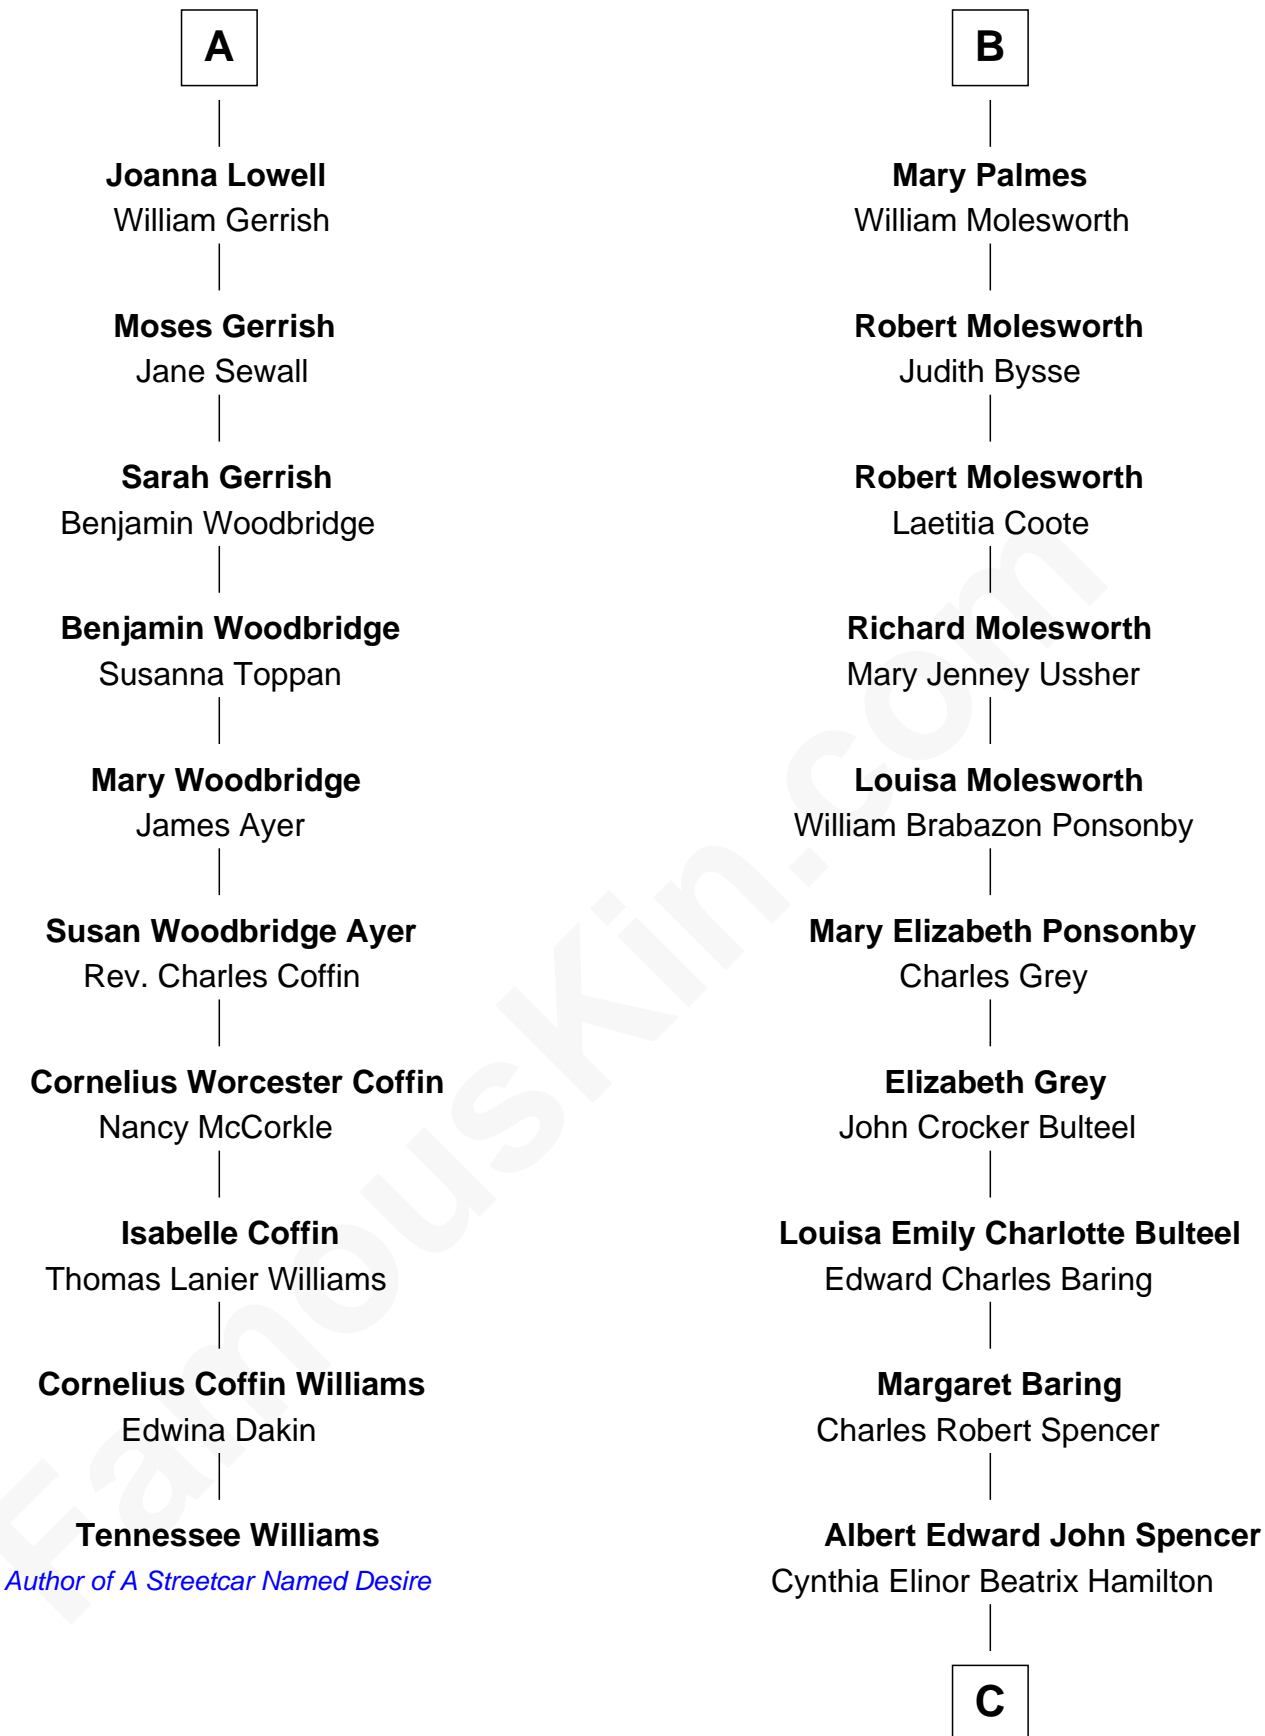 A
Joanna Lowell
William Gerrish
Moses Gerrish
Jane Sewall
Sarah Gerrish
Benjamin Woodbridge
Benjamin Woodbridge
Susanna Toppan
Mary Woodbridge
James Ayer
Susan Woodbridge Ayer
Rev. Charles Coffin
Cornelius Worcester Coffin
Nancy McCorkle
Isabelle Coffin
Thomas Lanier Williams
Cornelius Coffin Williams
Edwina Dakin
Tennessee Williams
Author of A Streetcar Named Desire
B
Mary Palmes
William Molesworth
Robert Molesworth
Judith Bysse
Robert Molesworth
Laetitia Coote
Richard Molesworth
Mary Jenney Ussher
Louisa Molesworth
William Brabazon Ponsonby
Mary Elizabeth Ponsonby
Charles Grey
Elizabeth Grey
John Crocker Bulteel
Louisa Emily Charlotte Bulteel
Edward Charles Baring
Margaret Baring
Charles Robert Spencer
Albert Edward John Spencer
Cynthia Elinor Beatrix Hamilton
C
FamousKin.com